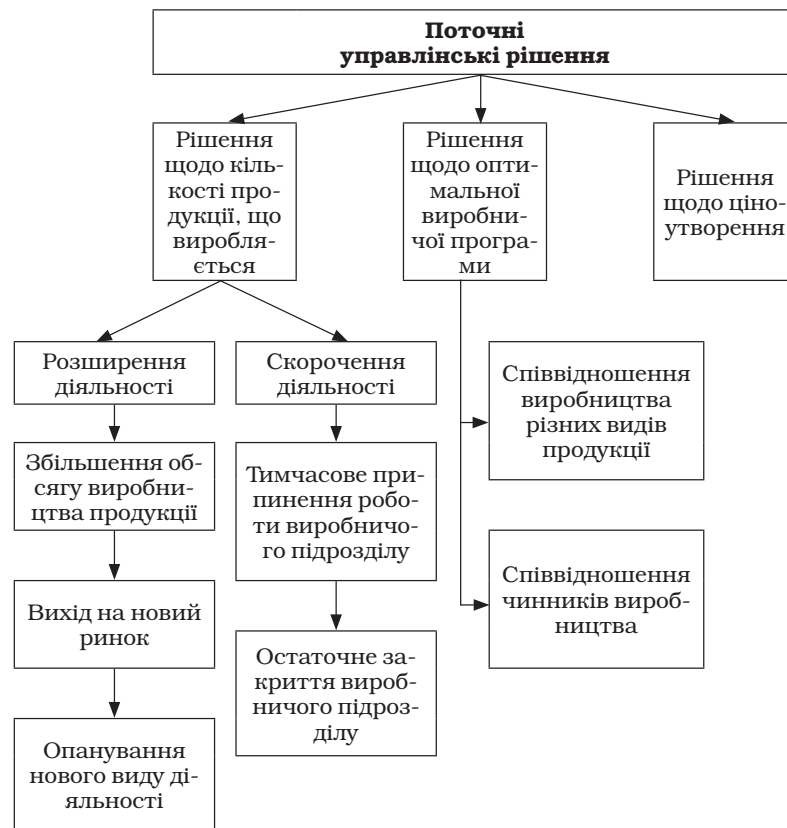 Поточні
управлінські рішення
Рішення
щодо кіль-
кості про-
дукції, що
виробля-
ється
Рішення
щодо опти-
мальної
виробни-
чої програ-
ми
Рішення
щодо ціно-
утворення
Розширення
діяльності
Скорочення
діяльності
Збільшення об-
сягу виробни-
цтва продукції
Тимчасове при-
пинення робо-
ти виробничо-
го підрозділу
Вихід на новий
ринок
Остаточне за-
криття вироб-
ничого підроз-
ділу
Опанування
нового виду ді-
яльності
Співвідношення
виробництва
різних видів
продукції
Співвідношення
чинників вироб-
ництва